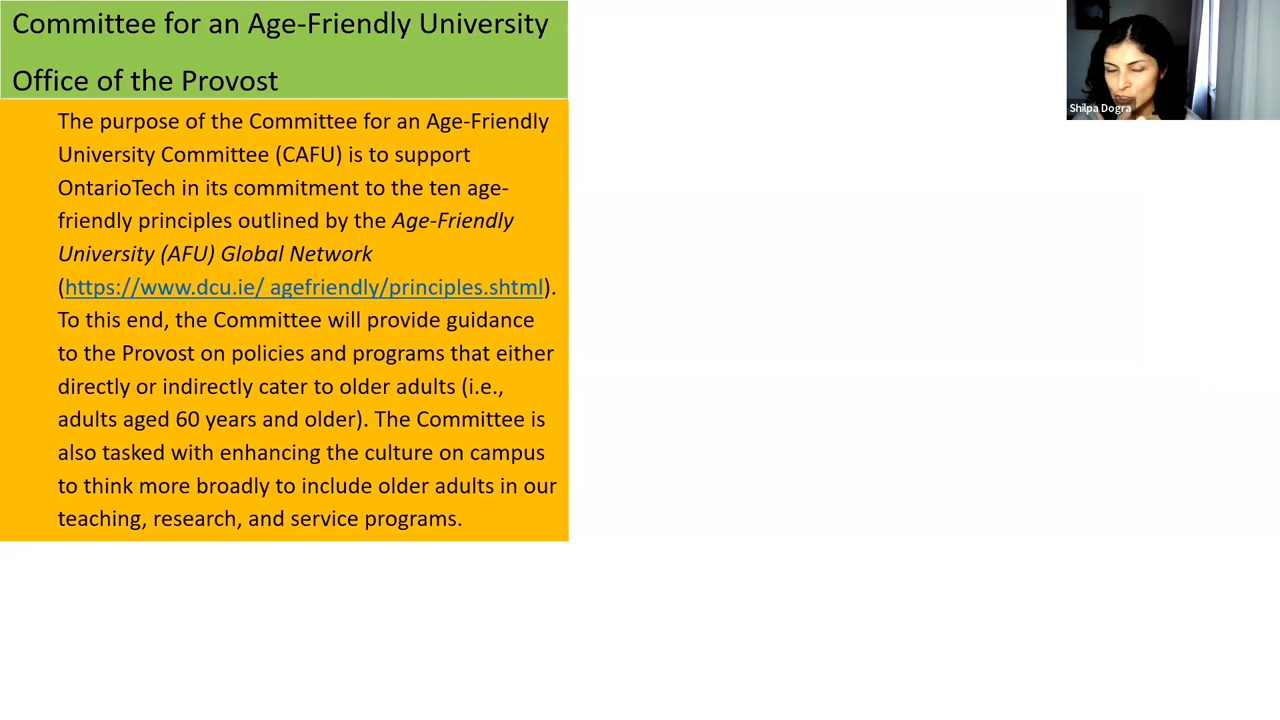 Committee for an Age-Friendly University
Office of the Provost
The purpose of the Committee for an Age-Friendly
University Committee (CAFU) is to support
OntarioTech in its commitment to the ten age-
friendly principles outlined by the Age-Friendly
University (AFU) Global Network
(https://www.dcu.ie/ agefriendly/principles.shtml).
To this end, the Committee will provide guidance
to the Provost on policies and programs that either
directly or indirectly cater to older adults (i.e.,
adults aged 60 years and older). The Committee is
also tasked with enhancing the culture on campus
to think more broadly to include older adults in our
teaching, research, and service programs.
Shilpa Dogra